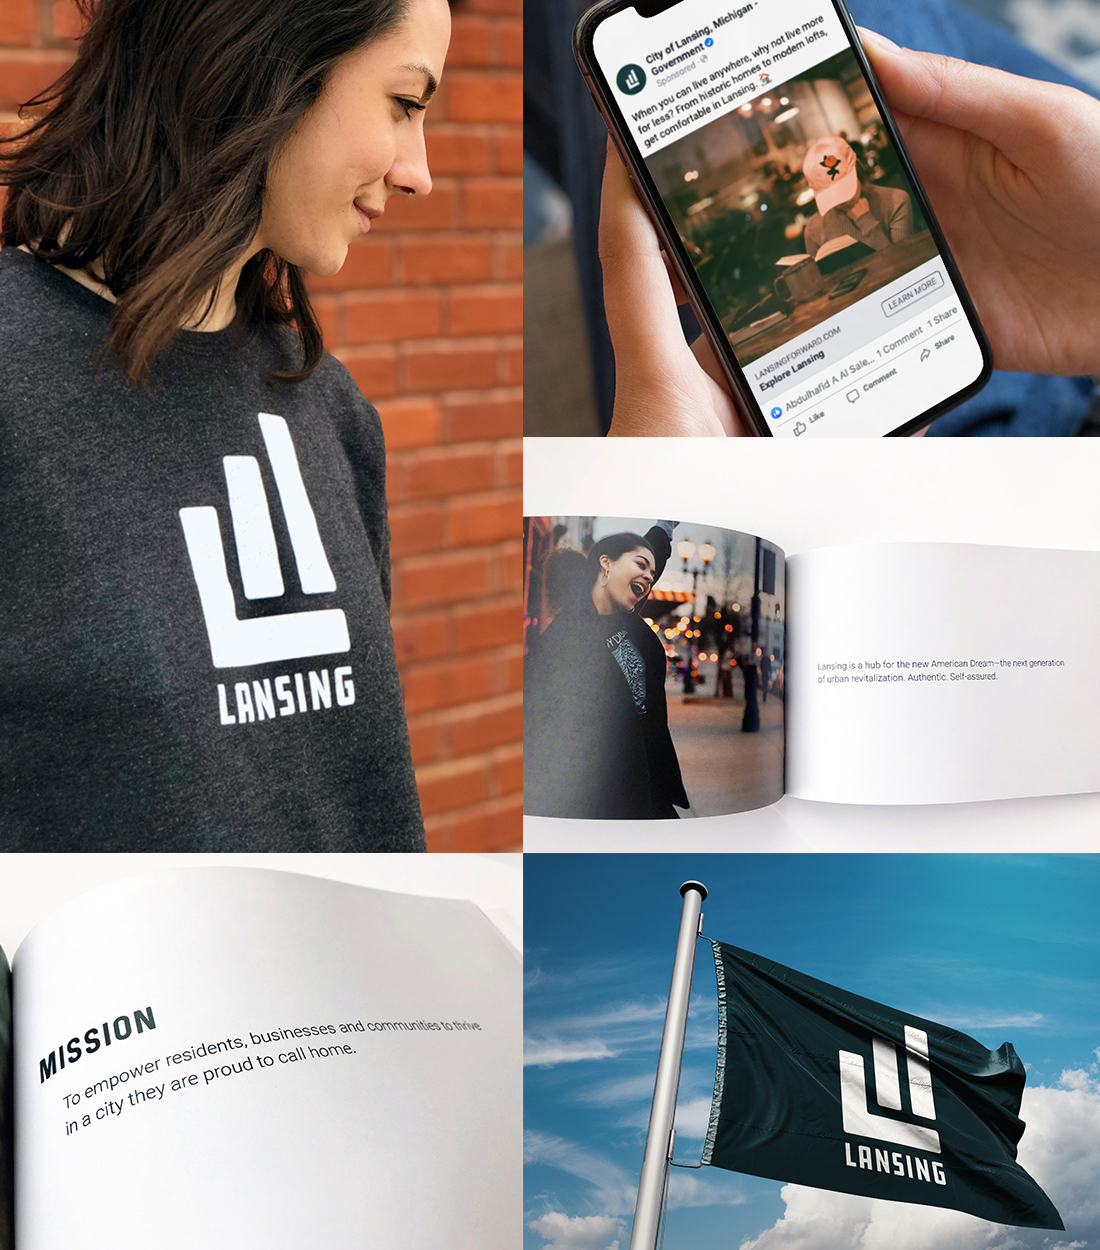 LANSING
City of Lansing, Michigan -
Government
Sponsored ·
When you can live anywhere, why not live more
for less? From historic homes to modern lofts,
get comfortable in Lansing.
LANSINGFORWARD.COM
Explore Lansing
LEARN MORE
Abdulhafid A Al Sale... 1 Comment 1 Share
Like Comment Share
Lansing is a hub for the new American Dream—the next generation
of urban revitalization. Authentic. Self-assured.
MISSION
To empower residents, businesses and communities to thrive
in a city they are proud to call home.
LANSING